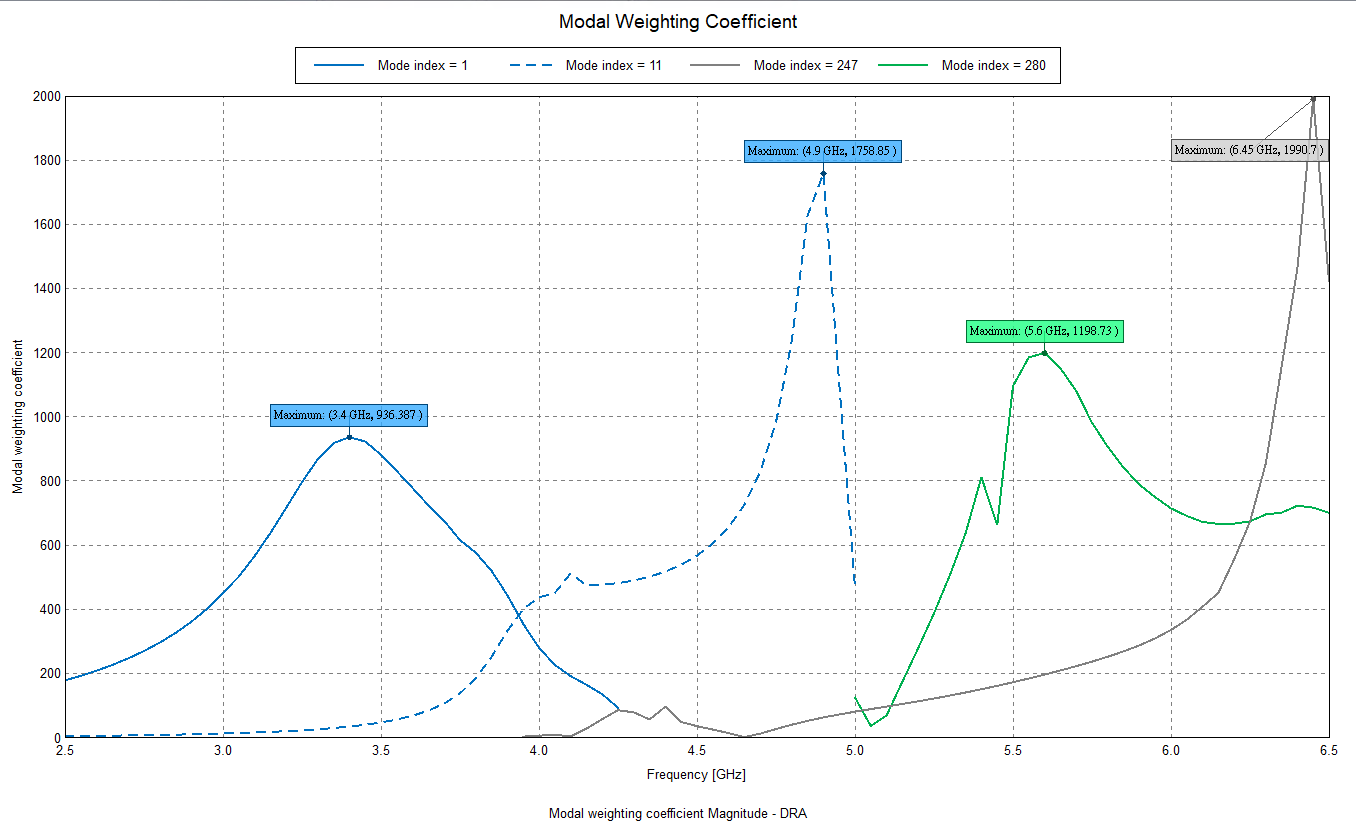 Modal Weighting Coefficient
Mode index = 1
Mode index = 11
Mode index = 247
Mode index = 280
2000
1800
1600
1400
1200
1000
800
600
400
200
0
Modal weighting coefficient
Maximum: (4.9 GHz, 1758.85 )
Maximum: (6.45 GHz, 1990.7 )
Maximum: (5.6 GHz, 1198.73 )
Maximum: (3.4 GHz, 936.387 )
2.5 3.0 3.5 4.0 4.5 5.0 5.5 6.0 6.5
Frequency [GHz]
Modal weighting coefficient Magnitude - DRA